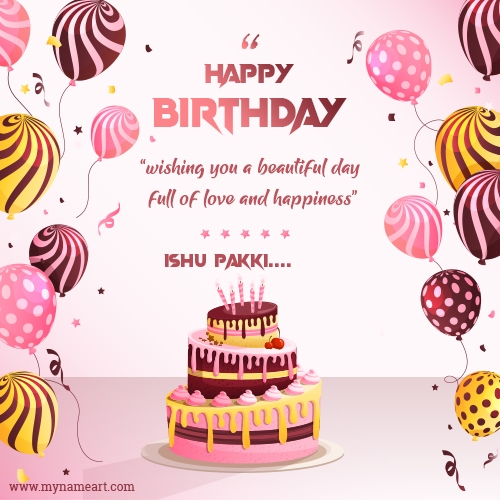 “
HAPPY
BIRTHDAY
“wishing you a beautiful day
full of love and happiness”
ISHU PAKKI....
www.mynameart.com